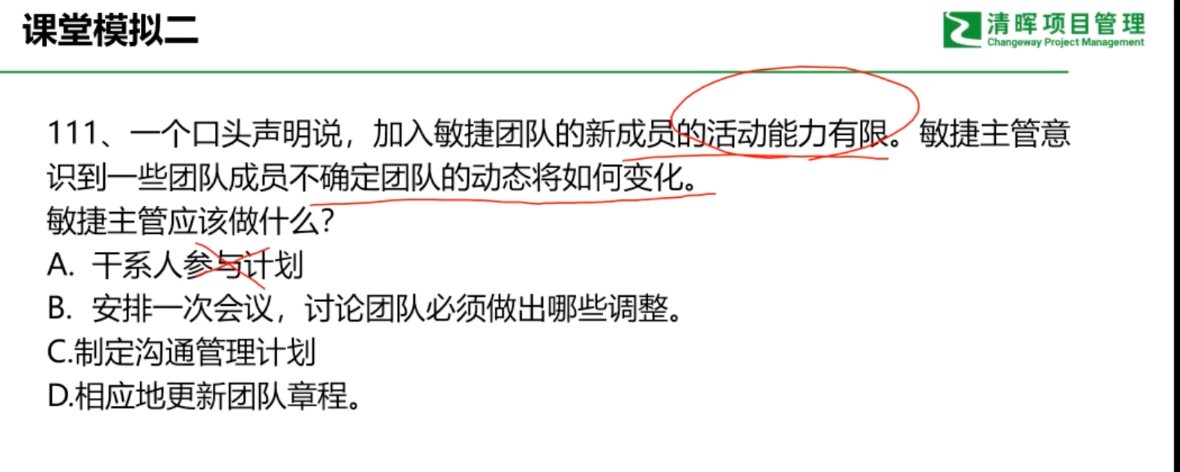 课堂模拟二
清晖项目管理
Changeway Project Management
111、一个口头声明说，加入敏捷团队的新成员的活动能力有限。敏捷主管意
识到一些团队成员不确定团队的动态将如何变化。
敏捷主管应该做什么？
A. 干系人参与计划
B. 安排一次会议，讨论团队必须做出哪些调整。
C.制定沟通管理计划
D.相应地更新团队章程。